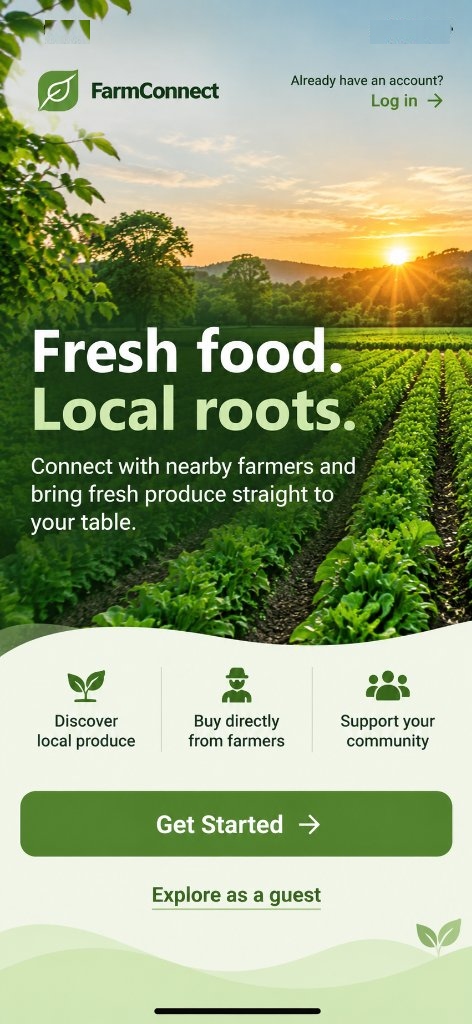 FarmConnect
Already have an account?
Log in →
Fresh food.
Local roots.
Connect with nearby farmers and
bring fresh produce straight to
your table.
Discover
local produce
Buy directly
from farmers
Support your
community
Get Started →
Explore as a guest